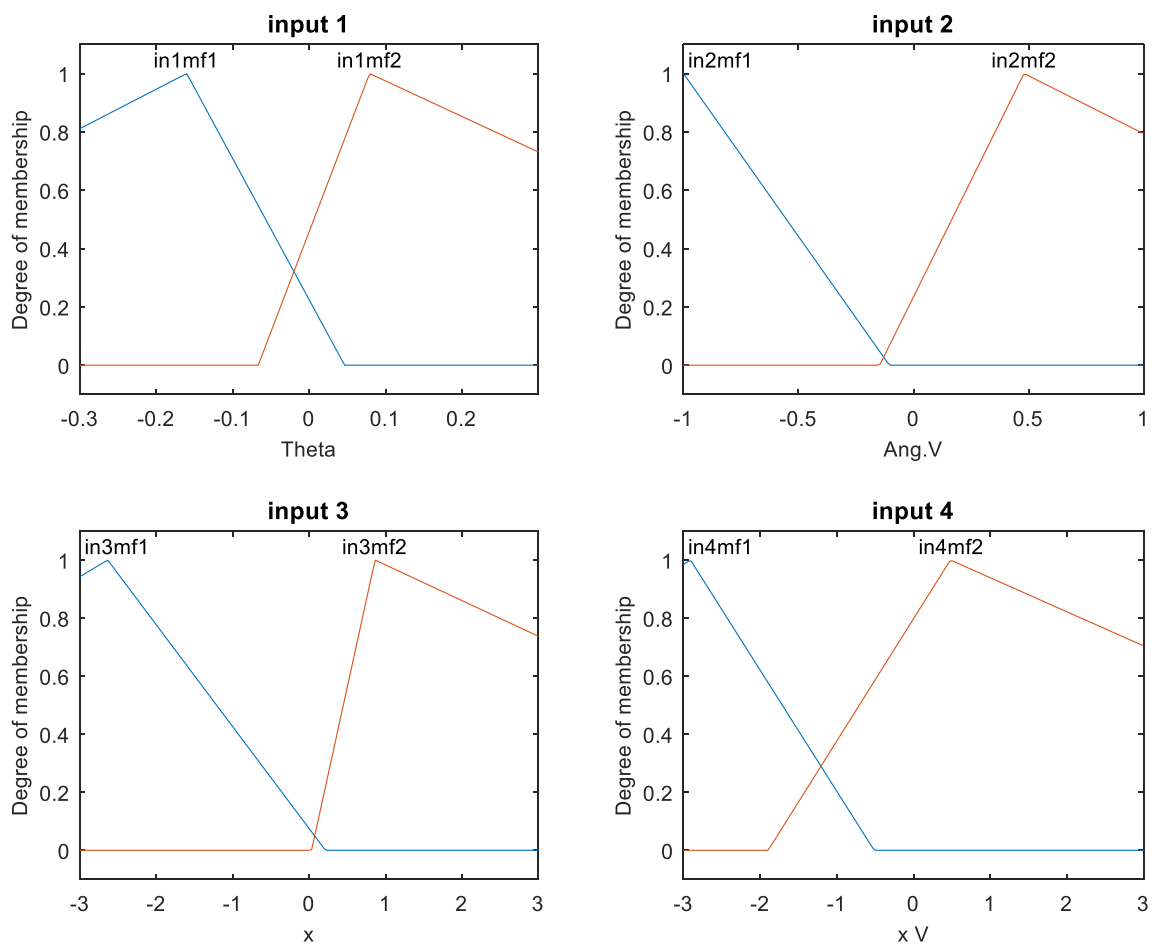 input 1
in1mf1 in1mf2
1
0.8
0.6
0.4
0.2
0
Degree of membership
-0.3 -0.2 -0.1 0 0.1 0.2
Theta
input 2
in2mf1 in2mf2
1
0.8
0.6
0.4
0.2
0
Degree of membership
-1 -0.5 0 0.5 1
Ang.V
input 3
in3mf1 in3mf2
1
0.8
0.6
0.4
0.2
0
Degree of membership
-3 -2 -1 0 1 2 3
x
input 4
in4mf1 in4mf2
1
0.8
0.6
0.4
0.2
0
Degree of membership
-3 -2 -1 0 1 2 3
x V